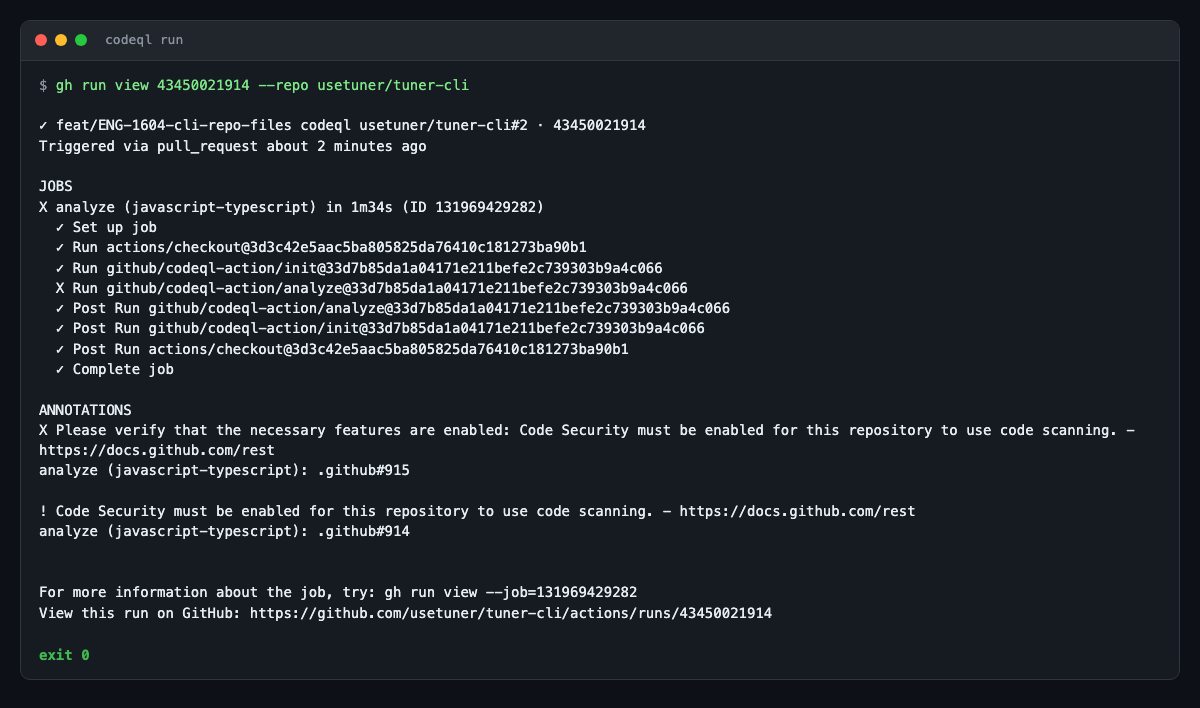 codeql run
$ gh run view 43450021914 --repo usetuner/tuner-cli
✓ feat/ENG-1604-cli-repo-files codeql usetuner/tuner-cli#2 · 43450021914
Triggered via pull_request about 2 minutes ago
JOBS
X analyze (javascript-typescript) in 1m34s (ID 131969429282)
✓ Set up job
✓ Run actions/checkout@3d3c42e5aac5ba805825da76410c181273ba90b1
✓ Run github/codeql-action/init@33d7b85da1a04171e211befe2c739303b9a4c066
X Run github/codeql-action/analyze@33d7b85da1a04171e211befe2c739303b9a4c066
✓ Post Run github/codeql-action/analyze@33d7b85da1a04171e211befe2c739303b9a4c066
✓ Post Run github/codeql-action/init@33d7b85da1a04171e211befe2c739303b9a4c066
✓ Post Run actions/checkout@3d3c42e5aac5ba805825da76410c181273ba90b1
✓ Complete job
ANNOTATIONS
X Please verify that the necessary features are enabled: Code Security must be enabled for this repository to use code scanning. -
https://docs.github.com/rest
analyze (javascript-typescript): .github#915
! Code Security must be enabled for this repository to use code scanning. - https://docs.github.com/rest
analyze (javascript-typescript): .github#914
For more information about the job, try: gh run view --job=131969429282
View this run on GitHub: https://github.com/usetuner/tuner-cli/actions/runs/43450021914
exit 0